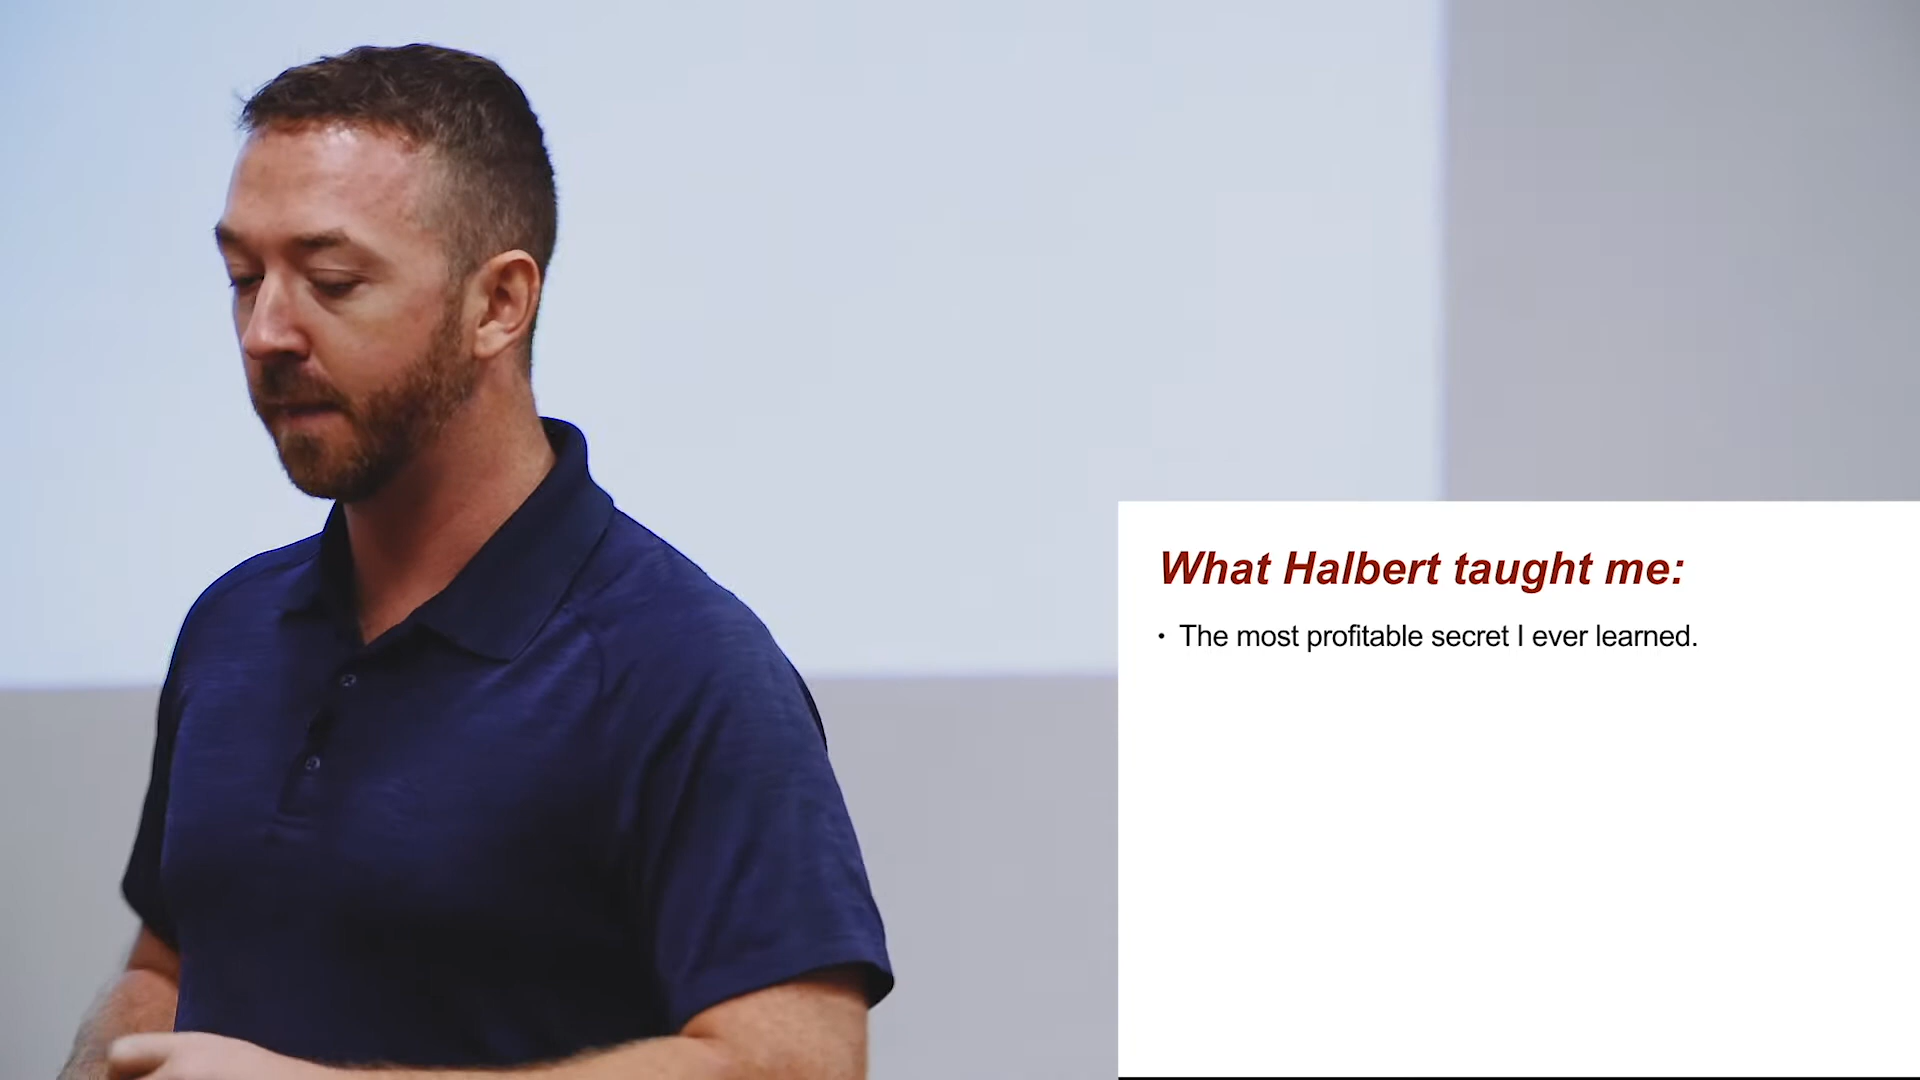 What Halbert taught me:
• The most profitable secret I ever learned.